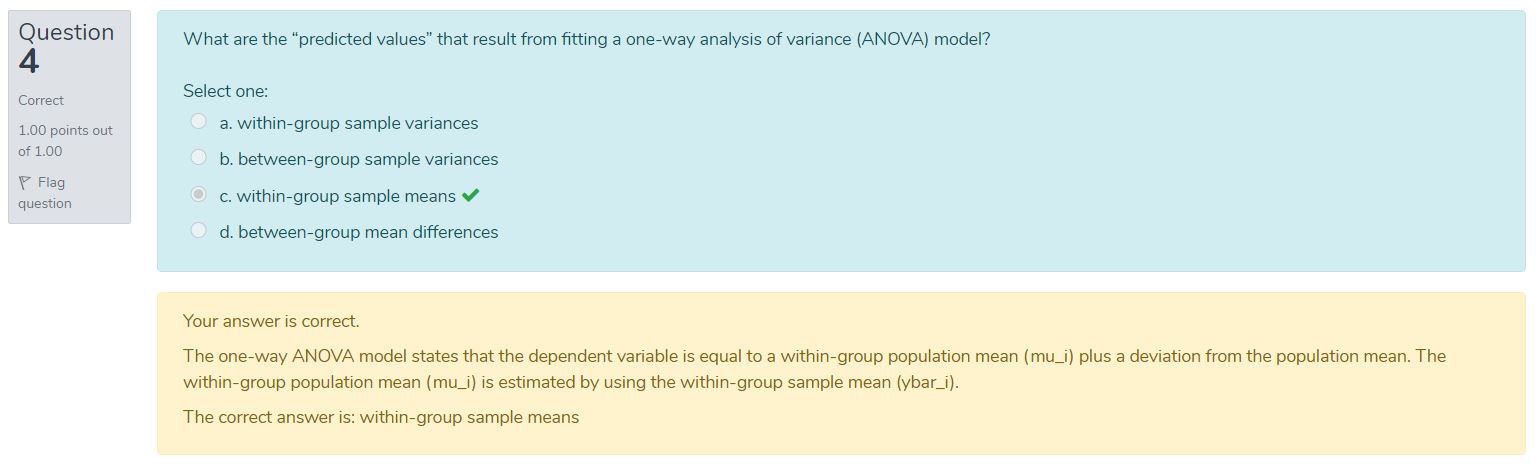 Question
4
Correct
1.00 points out
of 1.00
Flag
question
What are the “predicted values” that result from fitting a one-way analysis of variance (ANOVA) model?
Select one:
a. within-group sample variances
b. between-group sample variances
c. within-group sample means
d. between-group mean differences
Your answer is correct.
The one-way ANOVA model states that the dependent variable is equal to a within-group population mean (mu_i) plus a deviation from the population mean. The
within-group population mean (mu_i) is estimated by using the within-group sample mean (ybar_i).
The correct answer is: within-group sample means